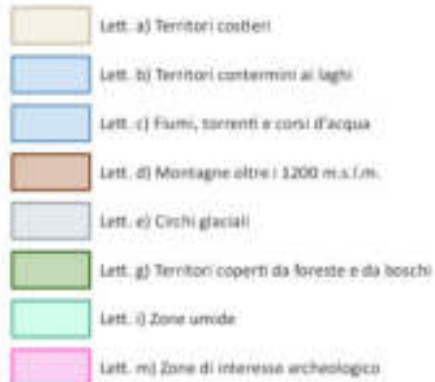 Lett. a) Territori costieri
Lett. b) Territori contermini ai laghi
Lett. c) Fiumi, torrenti e corsi d'acqua
Lett. d) Montagne oltre i 1200 m.s.l.m.
Lett. e) Circhi glaciali
Lett. g) Territori coperti da foreste e da boschi
Lett. i) Zone umide
Lett. m) Zone di interesse archeologico